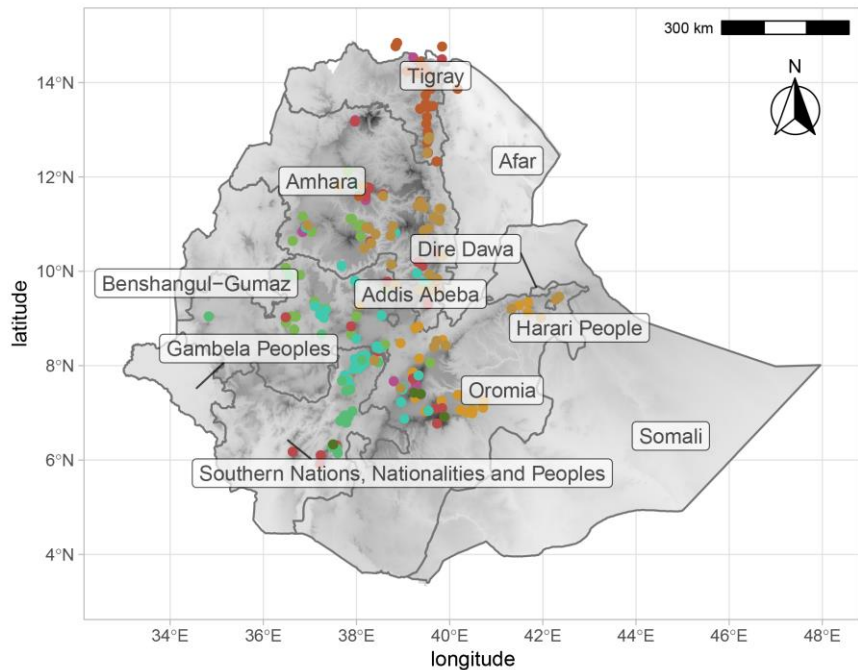 300 km
N
14°N
12°N
10°N
8°N
6°N
4°N
latitude
Tigray
Afar
Amhara
Dire Dawa
Benshangul−Gumaz
Addis Abeba
Harari People
Gambela Peoples
Oromia
Somali
Southern Nations, Nationalities and Peoples
34°E
36°E
38°E
40°E
42°E
44°E
46°E
48°E
longitude